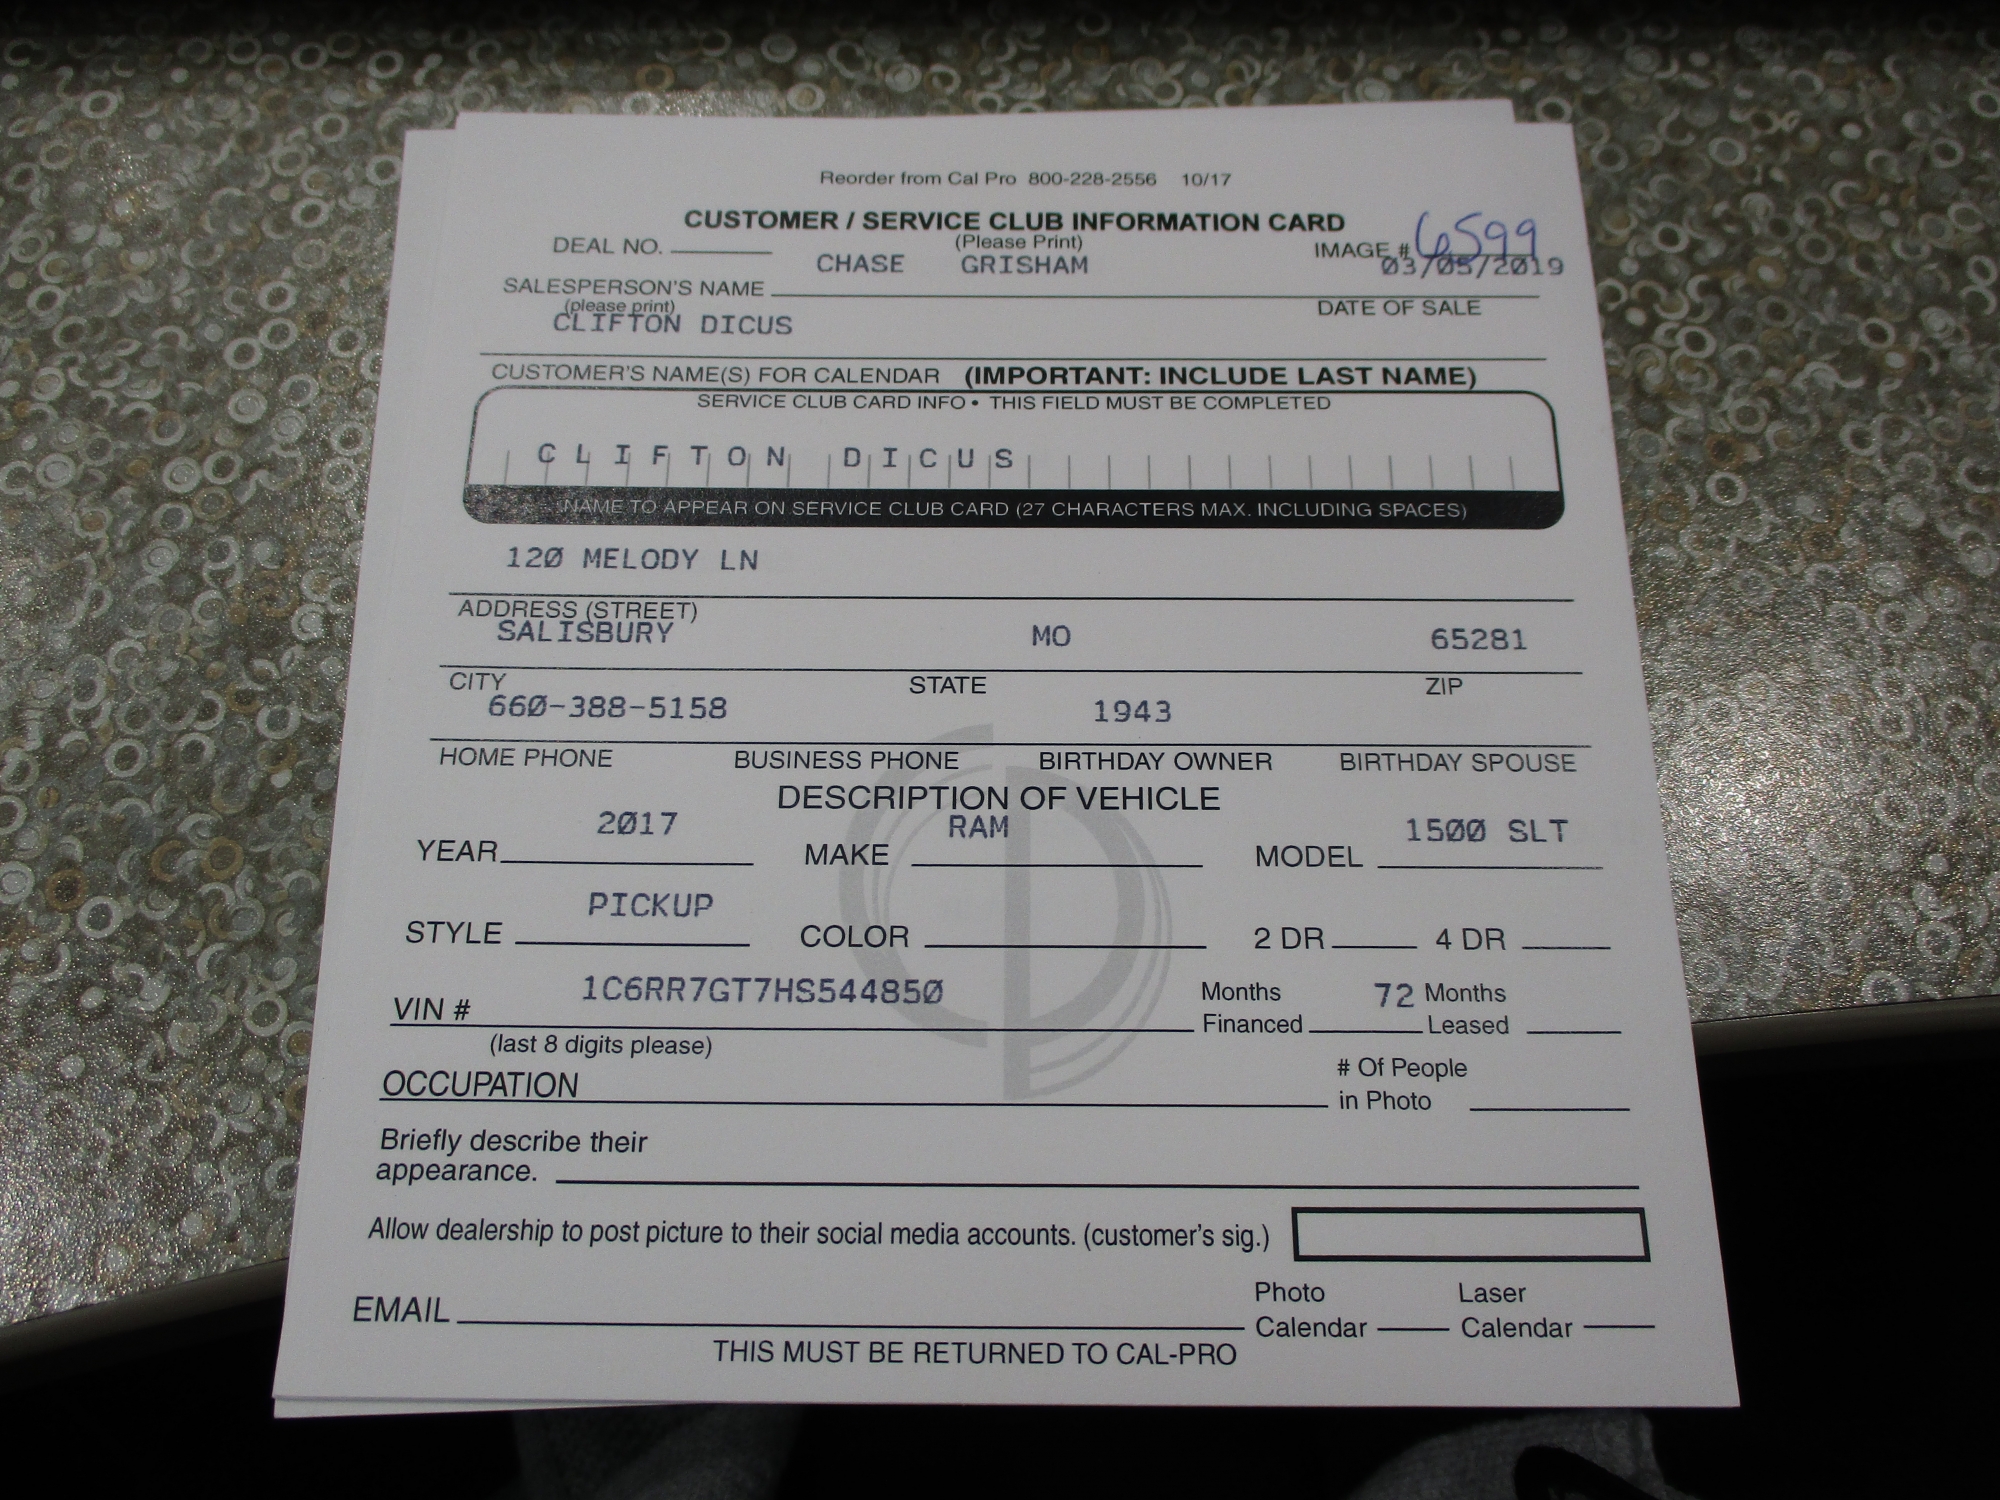 Reorder from Cal Pro 800-228-2556 10/17
CUSTOMER / SERVICE CLUB INFORMATION CARD
(Please Print)
DEAL NO. IMAGE # 6599
CHASE GRISHAM 03/05/2019
SALESPERSON'S NAME
(please print) DATE OF SALE
CLIFTON DICUS
CUSTOMER'S NAME(S) FOR CALENDAR (IMPORTANT: INCLUDE LAST NAME)
SERVICE CLUB CARD INFO • THIS FIELD MUST BE COMPLETED
CLIFTON DICUS
NAME TO APPEAR ON SERVICE CLUB CARD (27 CHARACTERS MAX. INCLUDING SPACES)
120 MELODY LN
ADDRESS (STREET)
SALISBURY MO 65281
CITY STATE ZIP
660-388-5158 1943
HOME PHONE BUSINESS PHONE BIRTHDAY OWNER BIRTHDAY SPOUSE
DESCRIPTION OF VEHICLE
2017 RAM 1500 SLT
YEAR MAKE MODEL
PICKUP
STYLE COLOR 2 DR 4 DR
1C6RR7GT7HS544850 Months 72 Months
VIN # Financed Leased
(last 8 digits please)
OCCUPATION # Of People
in Photo
Briefly describe their
appearance.
Allow dealership to post picture to their social media accounts. (customer's sig.)
Photo Laser
EMAIL Calendar Calendar
THIS MUST BE RETURNED TO CAL-PRO